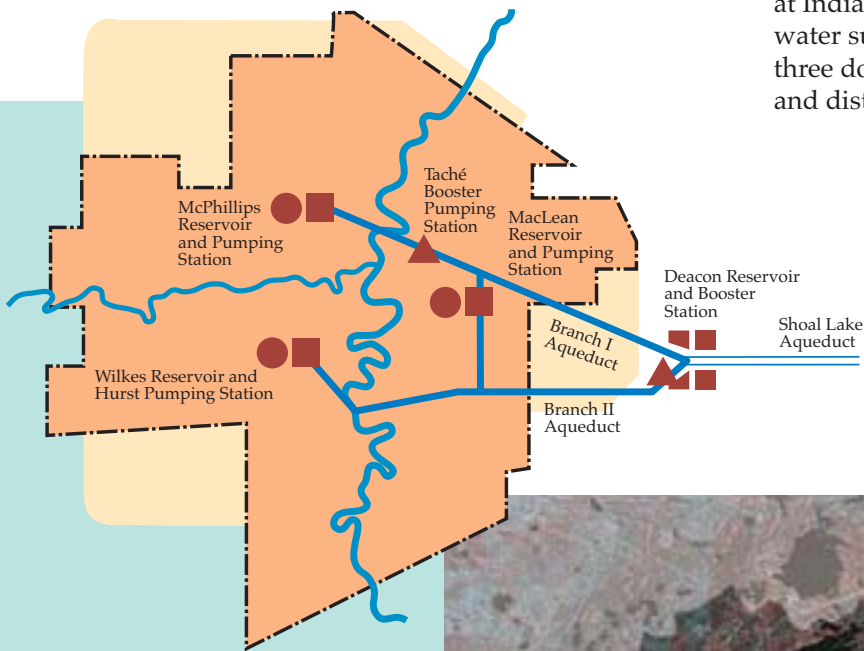 at India
water su
three do
and dist
Taché
Booster
Pumping
Station
McPhillips
Reservoir
and Pumping
Station
MacLean
Reservoir
and Pumping
Station
Deacon Reservoir
and Booster
Station
Shoal Lake
Aqueduct
Branch I
Aqueduct
Wilkes Reservoir and
Hurst Pumping Station
Branch II
Aqueduct